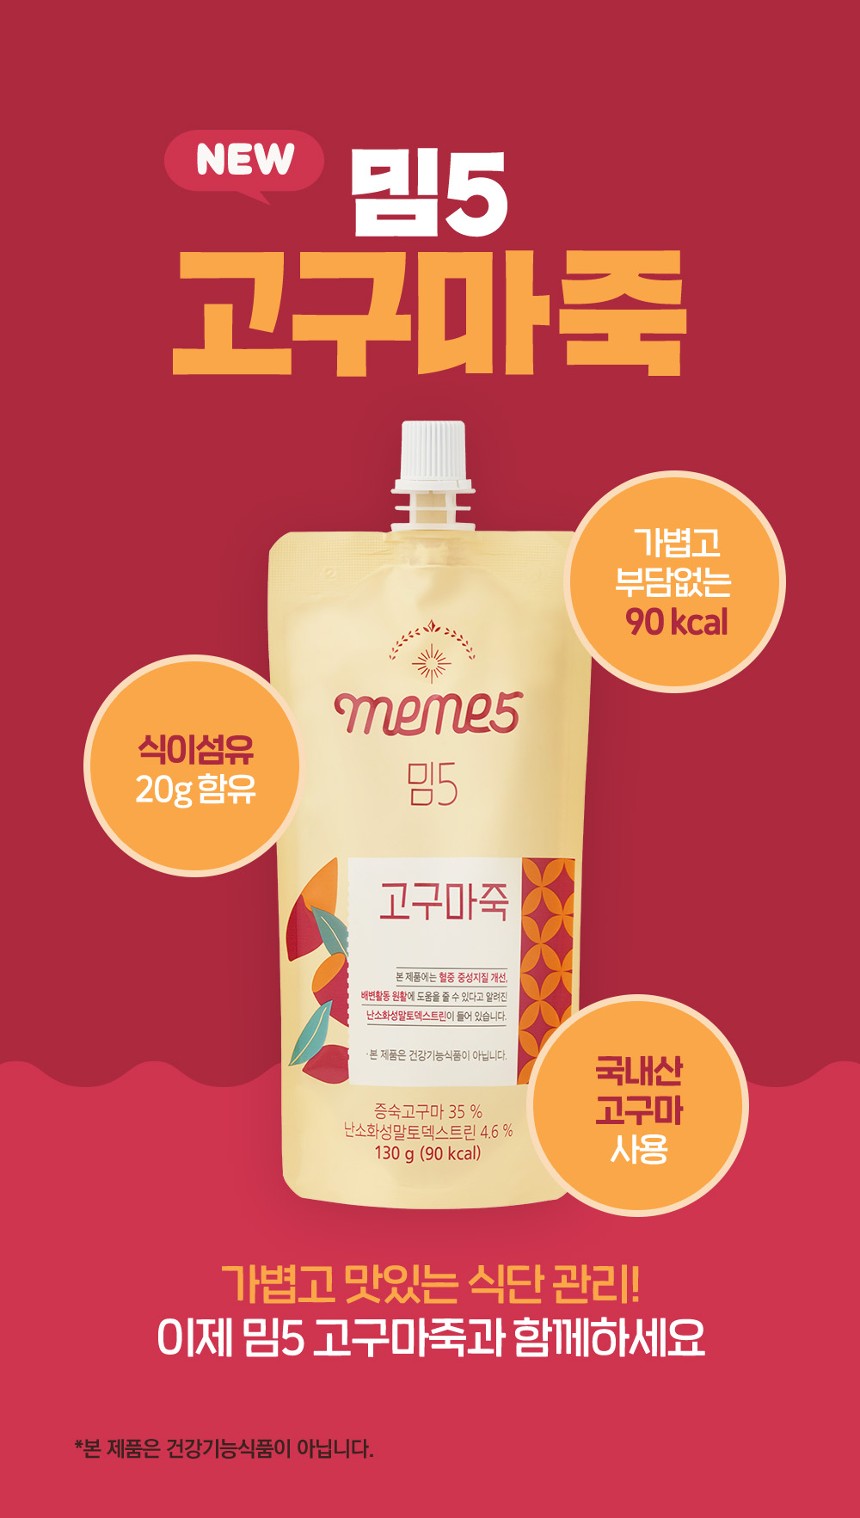 NEW
밈5
고구마죽
가볍고
부담없는
90 kcal
식이섬유
20g 함유
meme5
밈5
고구마죽
본 제품에는 혈중 중성지질 개선,
배변활동 원활에 도움을 줄 수 있다고 알려진
난소화성말토덱스트린이 들어 있습니다.
·본 제품은 건강기능식품이 아닙니다.
증숙고구마 35 %
난소화성말토덱스트린 4.6 %
130 g (90 kcal)
국내산
고구마
사용
가볍고 맛있는 식단 관리!
이제 밈5 고구마죽과 함께하세요
*본 제품은 건강기능식품이 아닙니다.